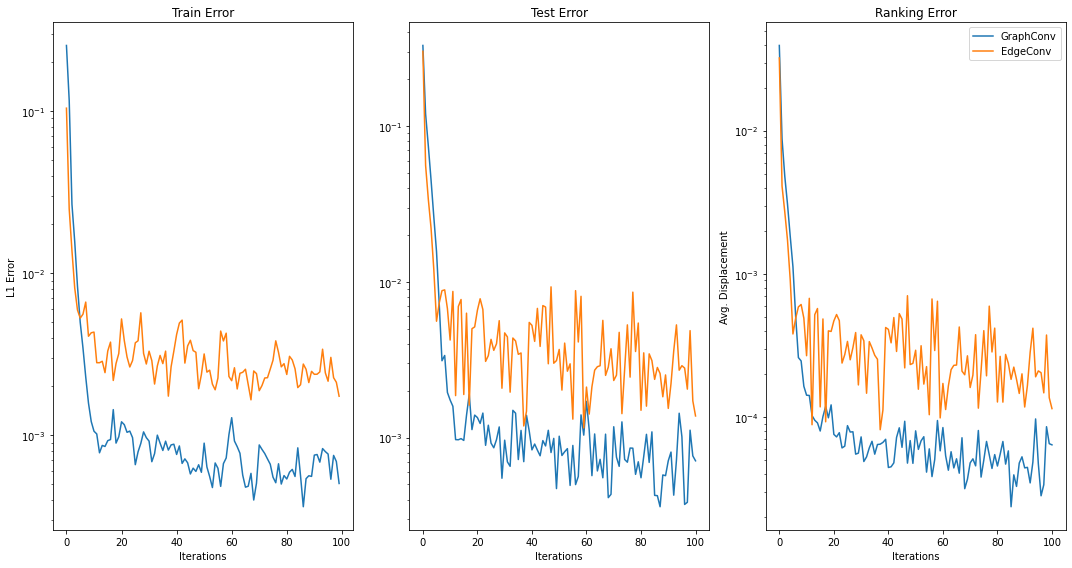 Train Error
Test Error
Ranking Error
GraphConv
EdgeConv
L1 Error
10⁻¹
10⁻²
10⁻³
0
20
40
60
80
100
Iterations
10⁻¹
10⁻²
10⁻³
0
20
40
60
80
100
Iterations
Avg. Displacement
10⁻²
10⁻³
10⁻⁴
0
20
40
60
80
100
Iterations